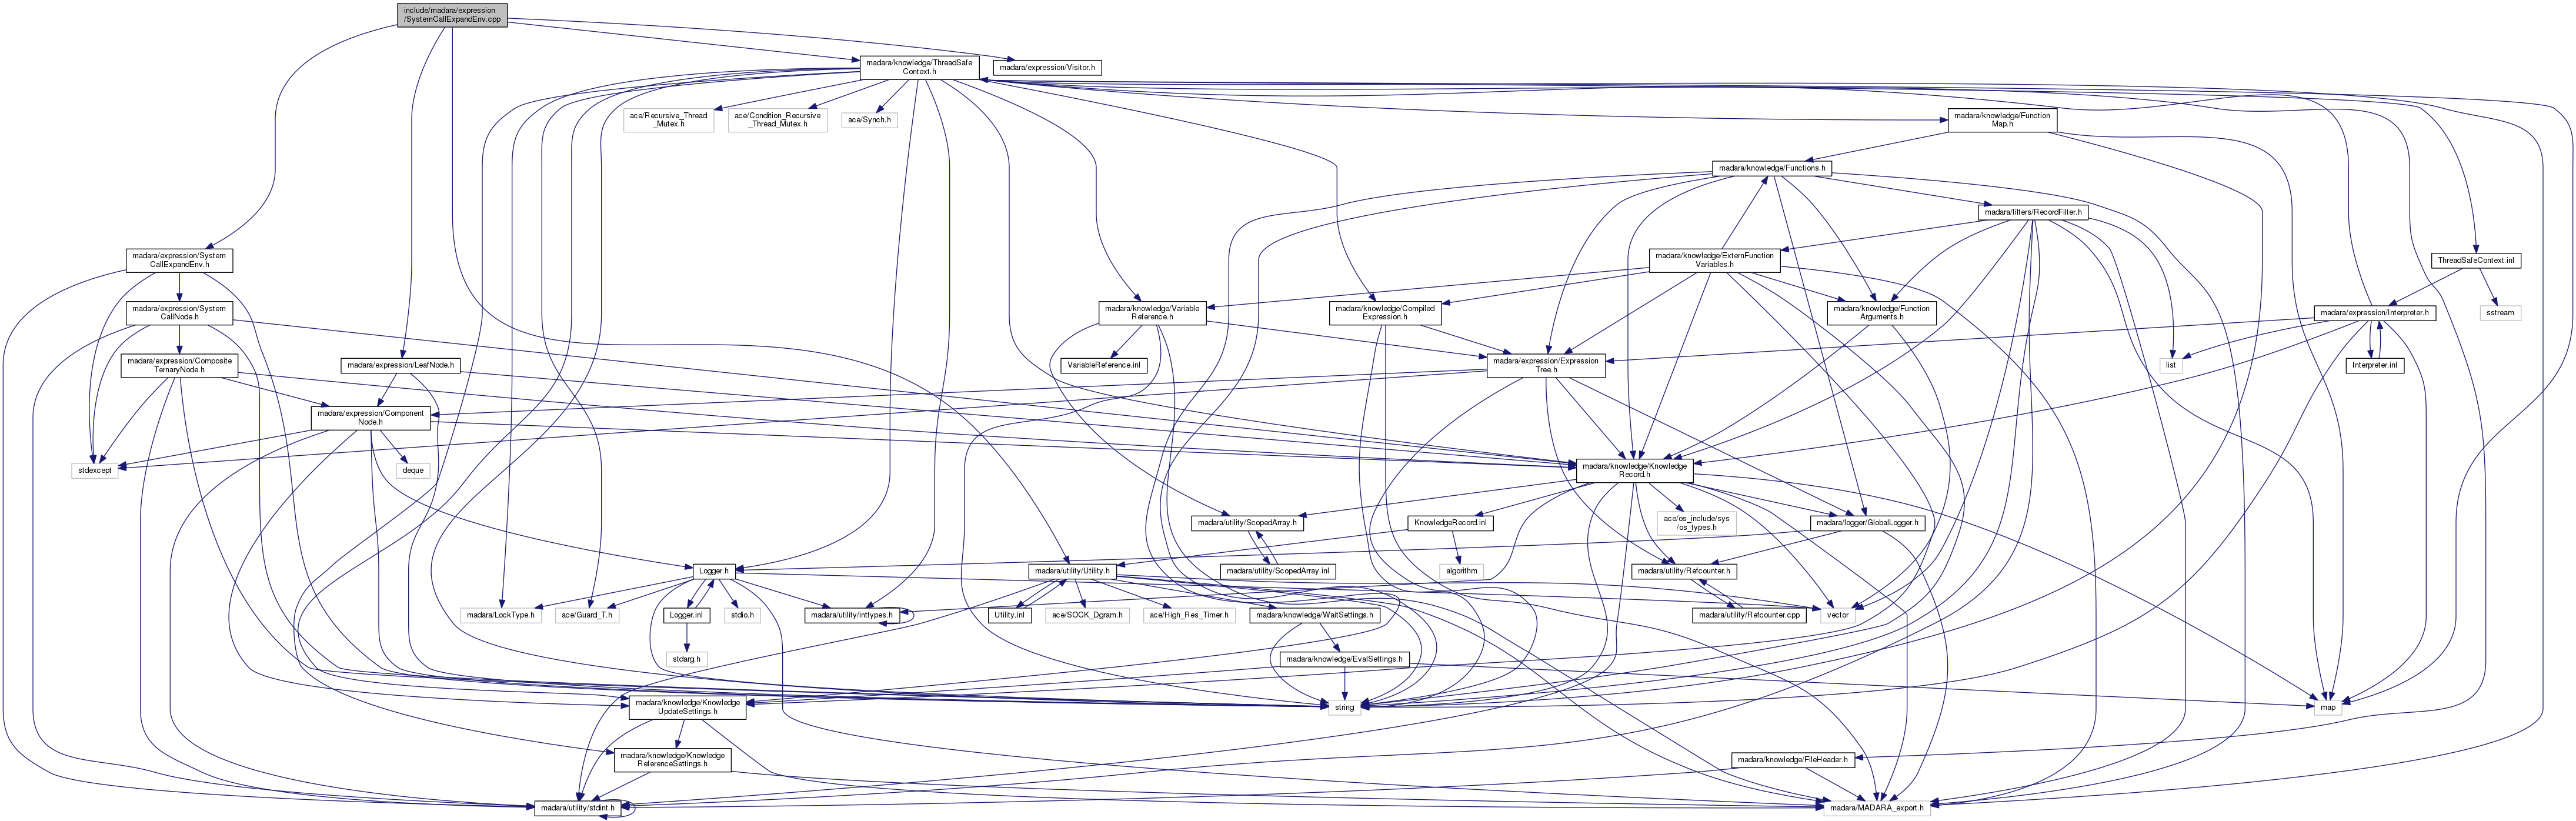 include/madara/expression
/SystemCallExpandEnv.cpp
madara/knowledge/ThreadSafe
Context.h
madara/expression/Visitor.h
ace/Recursive_Thread
_Mutex.h
ace/Condition_Recursive
_Thread_Mutex.h
ace/Synch.h
madara/knowledge/Function
Map.h
madara/knowledge/Functions.h
madara/filters/RecordFilter.h
madara/expression/System
CallExpandEnv.h
madara/knowledge/ExternFunction
Variables.h
ThreadSafeContext.inl
madara/expression/System
CallNode.h
madara/knowledge/Variable
Reference.h
madara/knowledge/Compiled
Expression.h
madara/knowledge/Function
Arguments.h
madara/expression/Interpreter.h
sstream
madara/expression/Composite
TernaryNode.h
madara/expression/LeafNode.h
VariableReference.inl
madara/expression/Expression
Tree.h
list
Interpreter.inl
madara/expression/Component
Node.h
stdexcept
deque
madara/knowledge/Knowledge
Record.h
madara/utility/ScopedArray.h
KnowledgeRecord.inl
ace/os_include/sys
/os_types.h
madara/logger/GlobalLogger.h
Logger.h
madara/utility/Utility.h
madara/utility/ScopedArray.inl
algorithm
madara/utility/Refcounter.h
madara/LockType.h
ace/Guard_T.h
Logger.inl
stdio.h
madara/utility/inttypes.h
Utility.inl
ace/SOCK_Dgram.h
ace/High_Res_Timer.h
madara/knowledge/WaitSettings.h
madara/utility/Refcounter.cpp
vector
stdarg.h
madara/knowledge/EvalSettings.h
madara/knowledge/Knowledge
UpdateSettings.h
string
map
madara/knowledge/Knowledge
ReferenceSettings.h
madara/knowledge/FileHeader.h
madara/utility/stdint.h
madara/MADARA_export.h